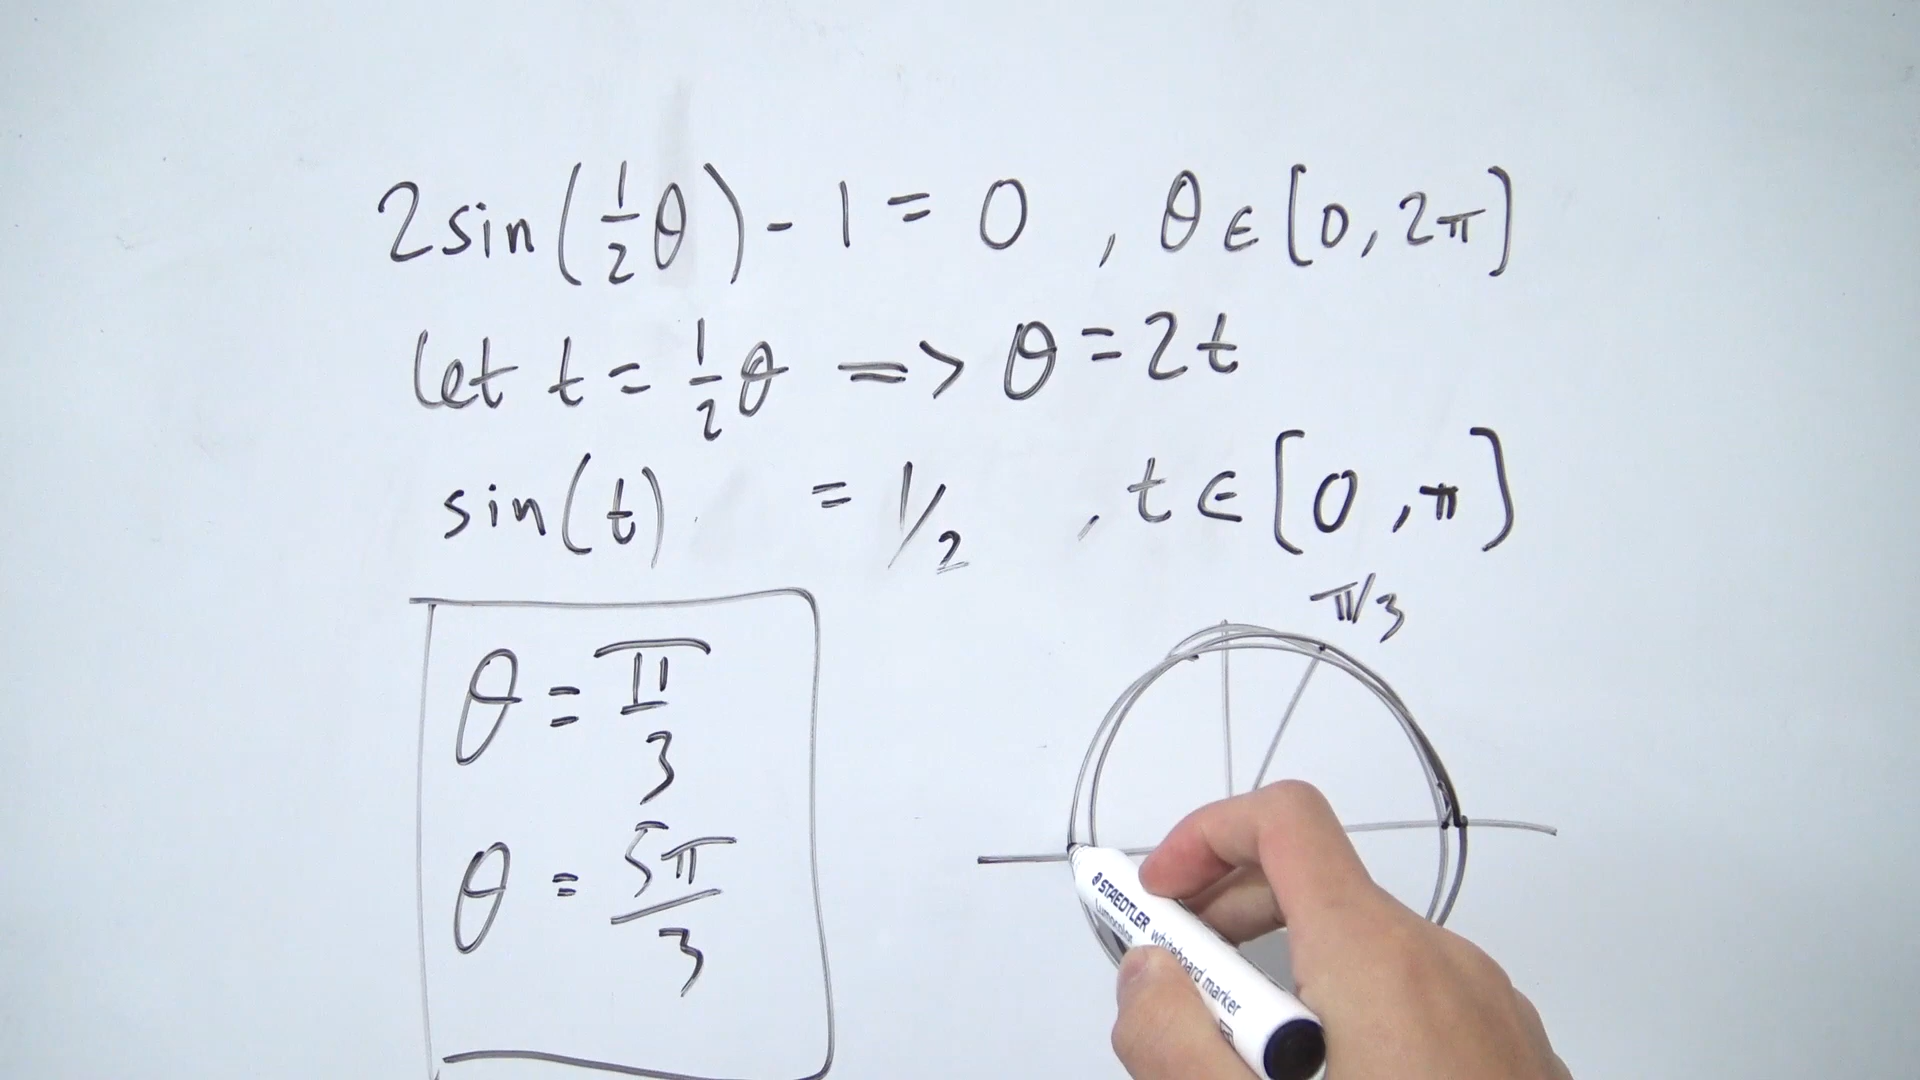 2sin(½θ) - 1 = 0 , θ ∈ [0, 2π]
let t = ½θ => θ = 2t
sin(t) = 1/2 , t ∈ [0, π]
π/3
θ = π/3
θ = 5π/3
STAEDTLER
Lumocolor
whiteboard marker